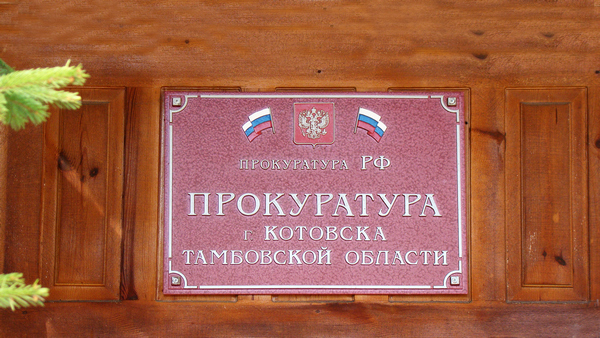 ПРОКУРАТУРА РФ
ПРОКУРАТУРА
г. КОТОВСКА
ТАМБОВСКОЙ ОБЛАСТИ